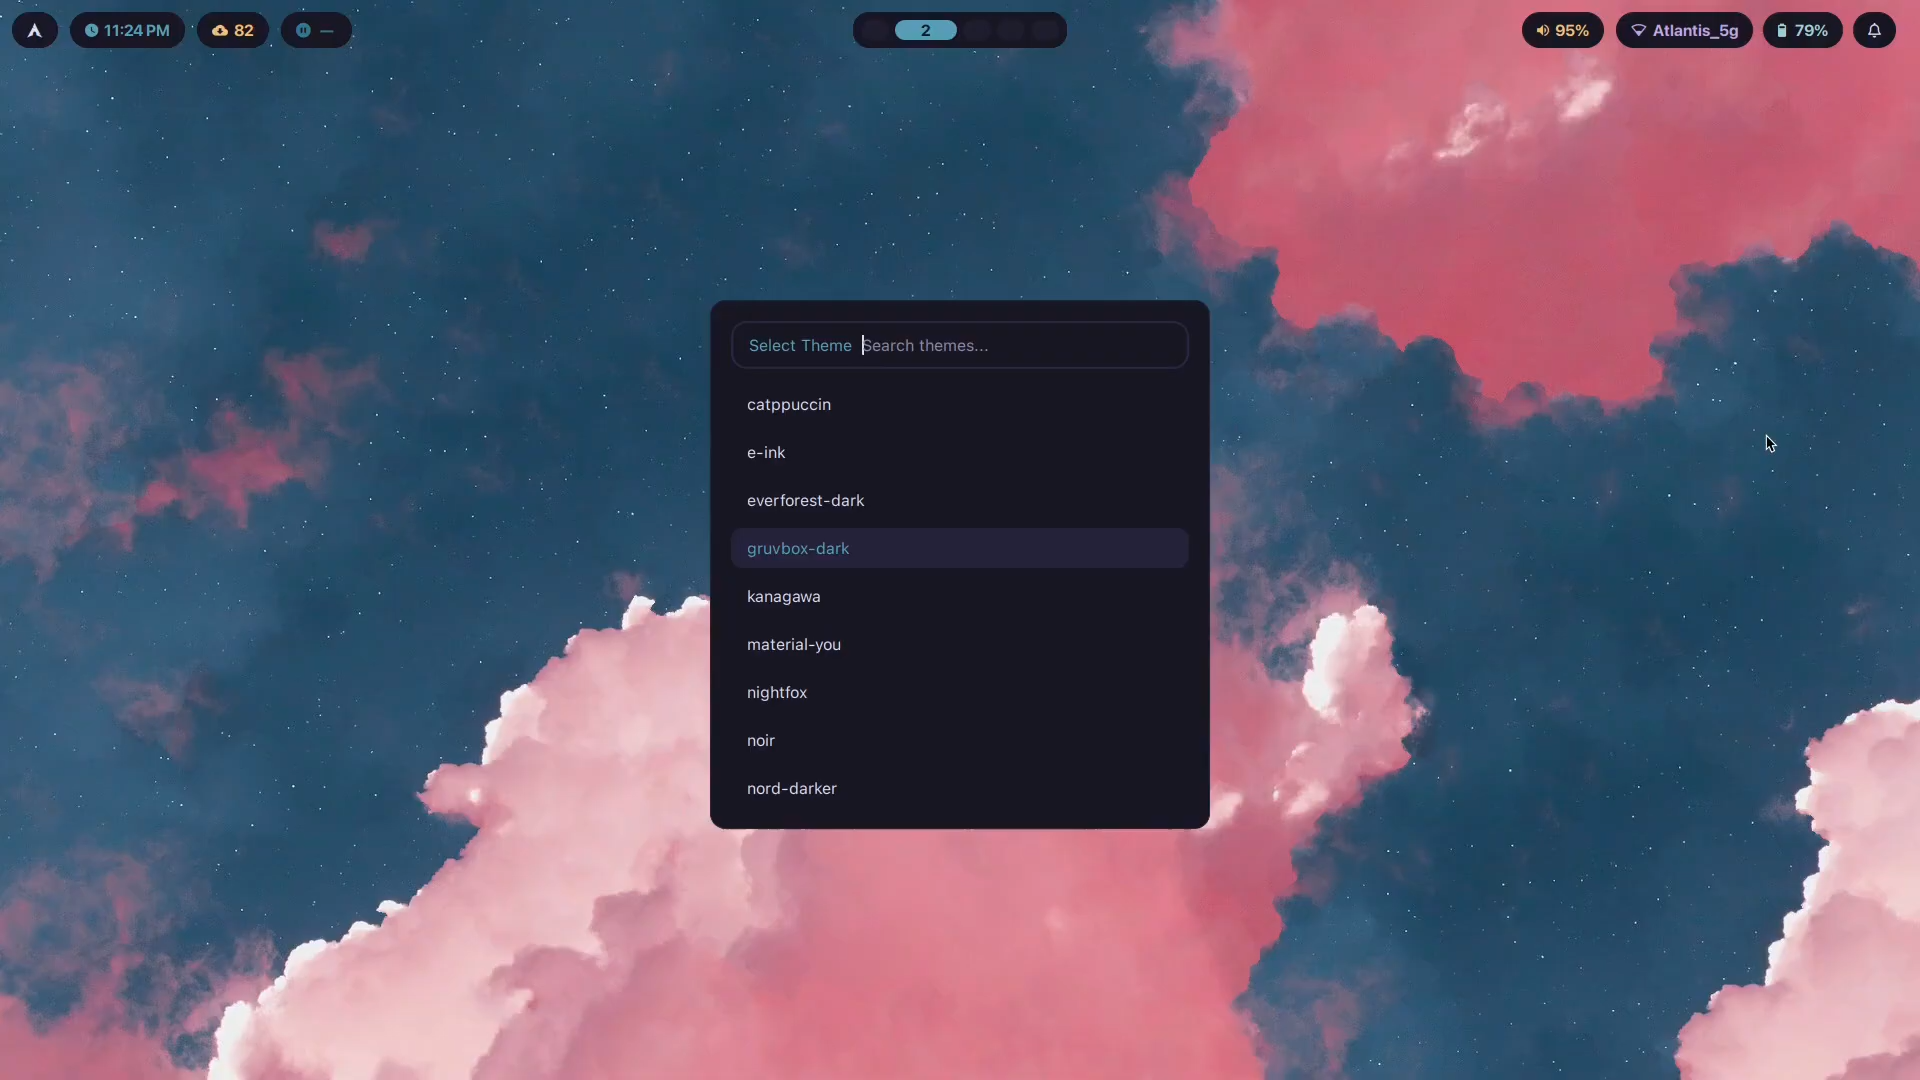 11:24 PM
82
—
2
95%
Atlantis_5g
79%
Select Theme Search themes...
catppuccin
e-ink
everforest-dark
gruvbox-dark
kanagawa
material-you
nightfox
noir
nord-darker